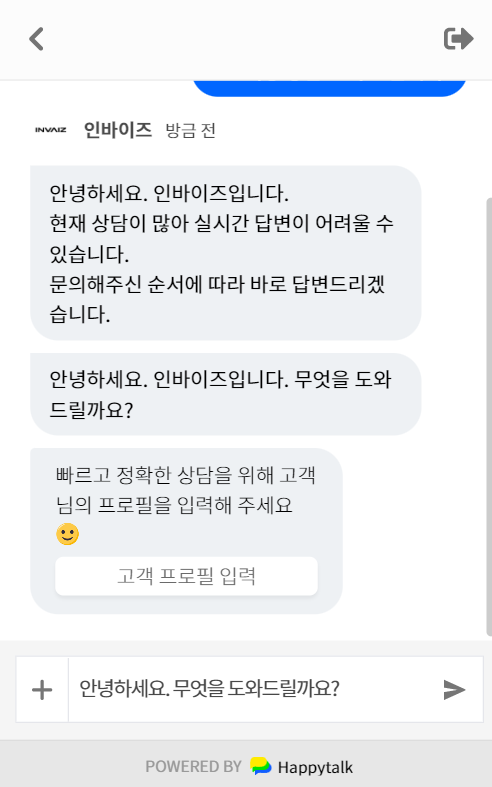 INVAIZ 인바이즈 방금 전
안녕하세요. 인바이즈입니다.
현재 상담이 많아 실시간 답변이 어려울 수
있습니다.
문의해주신 순서에 따라 바로 답변드리겠
습니다.
안녕하세요. 인바이즈입니다. 무엇을 도와
드릴까요?
빠르고 정확한 상담을 위해 고객
님의 프로필을 입력해 주세요
고객 프로필 입력
안녕하세요. 무엇을 도와드릴까요?
POWERED BY Happytalk